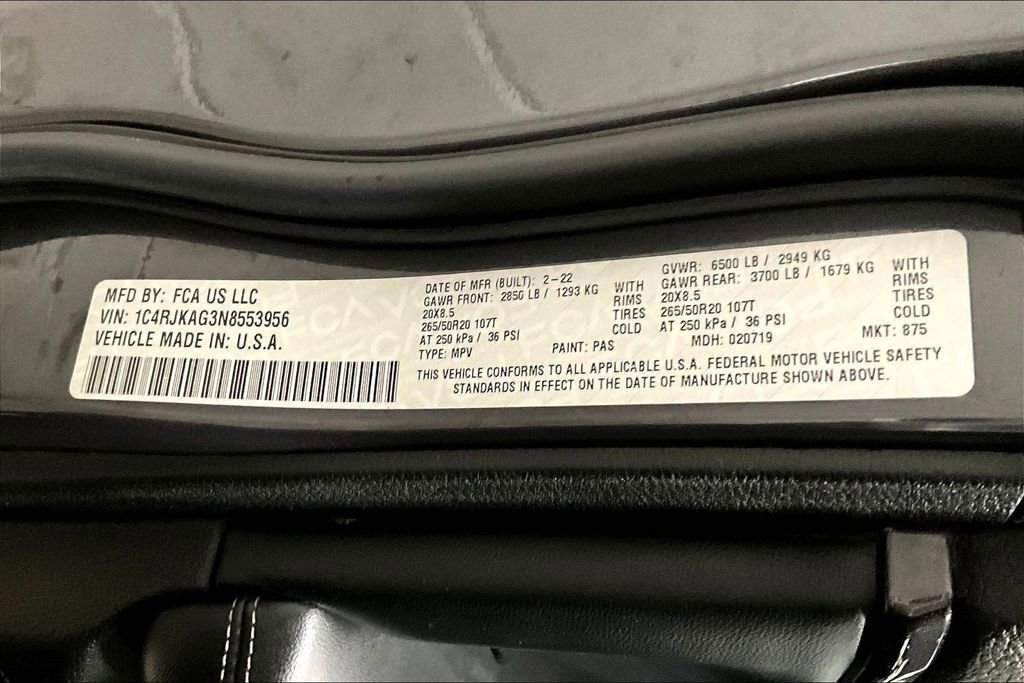 MFD BY: FCA US LLC
VIN: 1C4RJKAG3N8553956
VEHICLE MADE IN: U.S.A.
DATE OF MFR (BUILT): 2-22
GAWR FRONT: 2850 LB / 1293 KG WITH
20X8.5 RIMS
265/50R20 107T TIRES
AT 250 kPa / 36 PSI COLD
TYPE: MPV PAINT: PAS
GVWR: 6500 LB / 2949 KG
GAWR REAR: 3700 LB / 1679 KG WITH
20X8.5 RIMS
265/50R20 107T TIRES
AT 250 kPa / 36 PSI COLD
MDH: 020719 MKT: 875
THIS VEHICLE CONFORMS TO ALL APPLICABLE U.S.A. FEDERAL MOTOR VEHICLE SAFETY
STANDARDS IN EFFECT ON THE DATE OF MANUFACTURE SHOWN ABOVE.